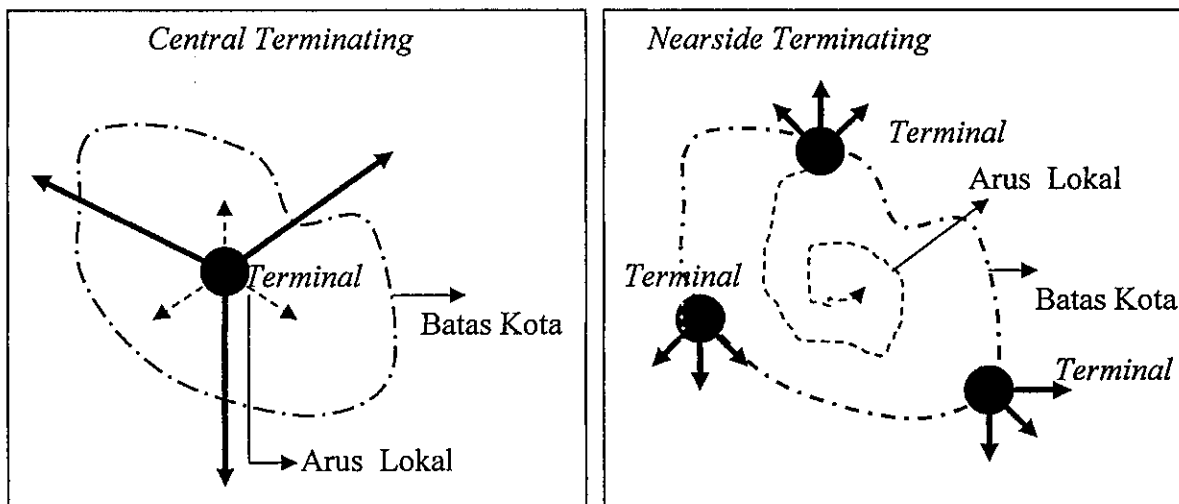 Central Terminating
Terminal
Batas Kota
Arus Lokal
Nearside Terminating
Terminal
Arus Lokal
Terminal
Batas Kota
Terminal